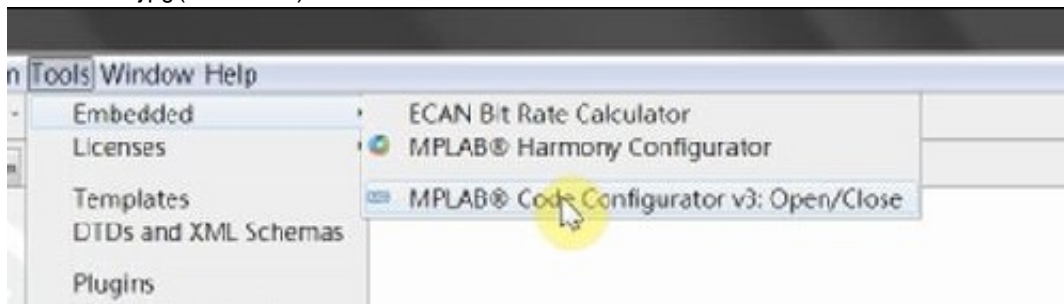 Tools Window Help
Embedded
ECAN Bit Rate Calculator
Licenses
MPLAB® Harmony Configurator
Templates
MPLAB® Code Configurator v3: Open/Close
DTDs and XML Schemas
Plugins